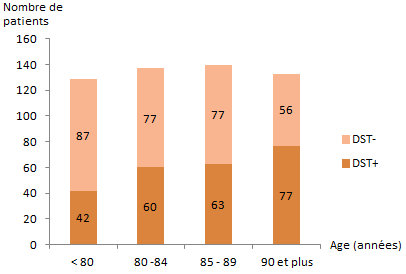 Nombre de
patients
160
140
120
100
80
60
40
20
0
87
77
77
56
42
60
63
77
DST-
DST+
Age (années)
< 80
80 -84
85 - 89
90 et plus